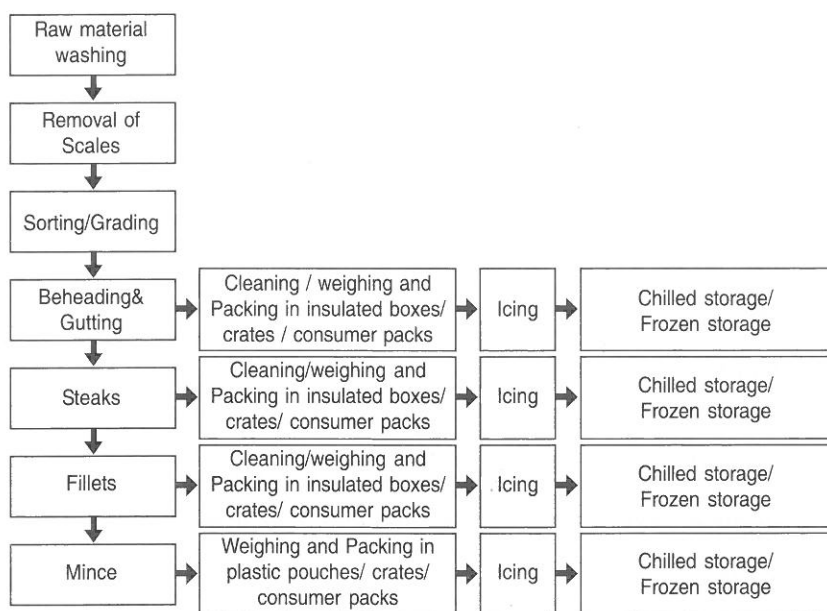 Raw material
washing
Removal of
Scales
Sorting/Grading
Beheading&
Gutting
Cleaning / weighing and
Packing in insulated boxes/
crates / consumer packs
Icing
Chilled storage/
Frozen storage
Steaks
Cleaning/weighing and
Packing in insulated boxes/
crates/ consumer packs
Icing
Chilled storage/
Frozen storage
Fillets
Cleaning/weighing and
Packing in insulated boxes/
crates/ consumer packs
Icing
Chilled storage/
Frozen storage
Mince
Weighing and Packing in
plastic pouches/ crates/
consumer packs
Icing
Chilled storage/
Frozen storage